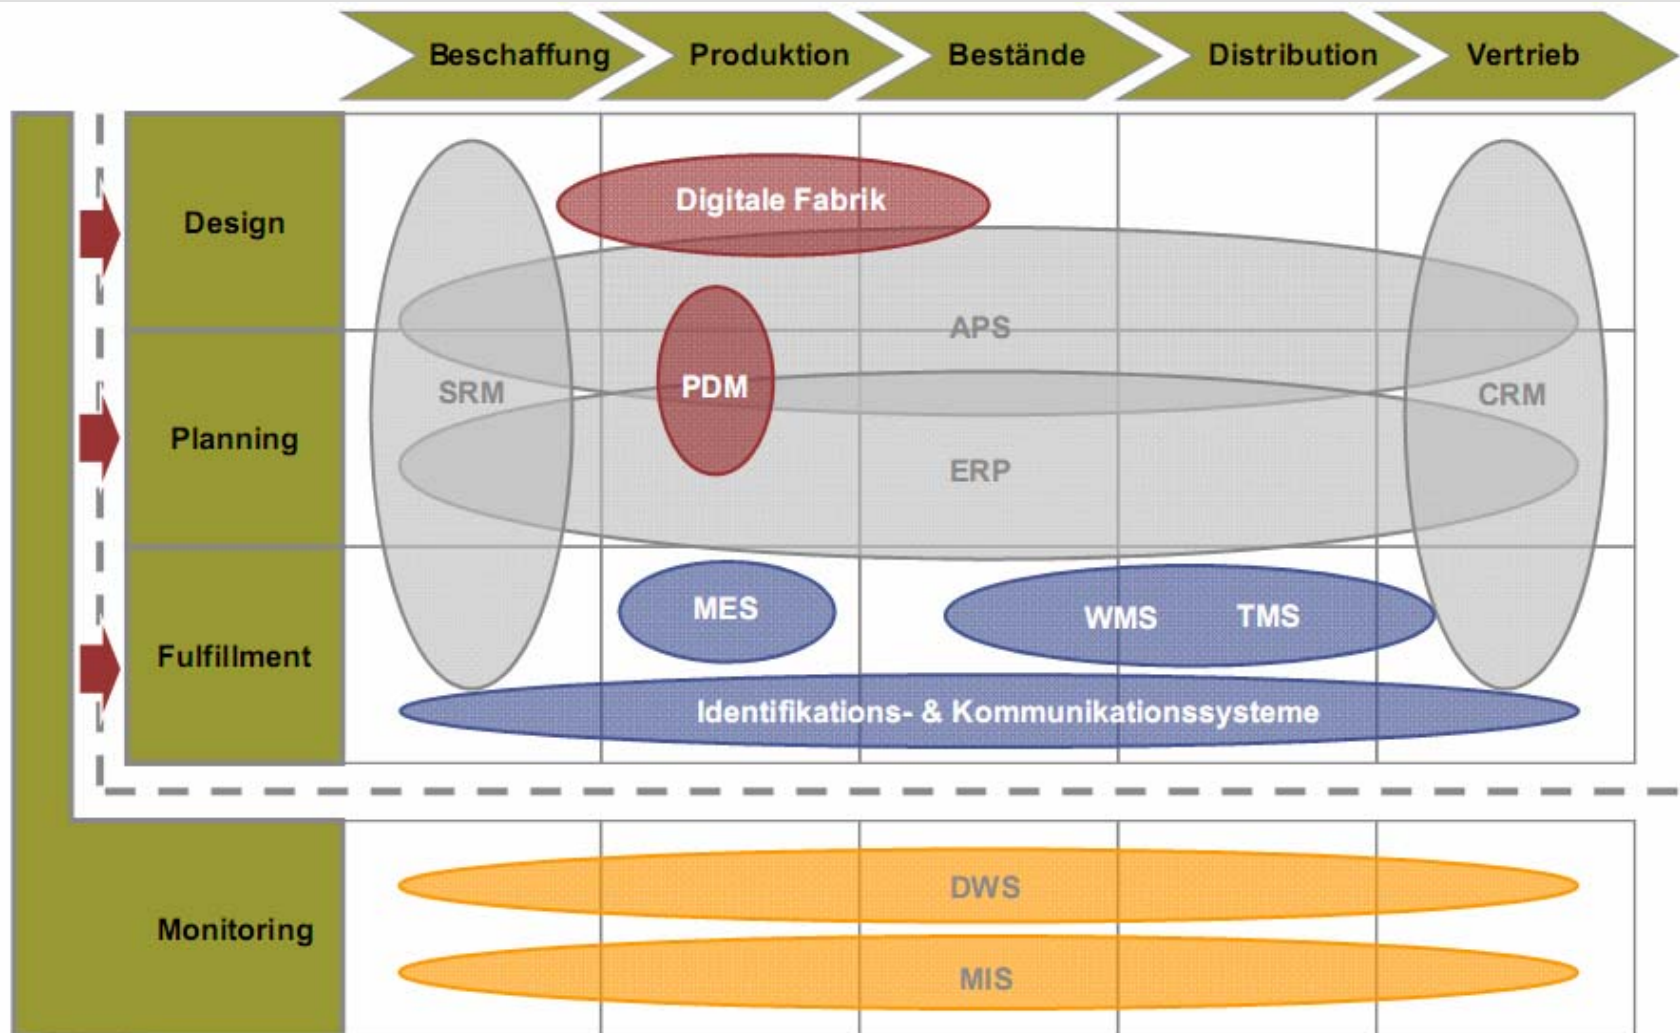 Beschaffung
Produktion
Bestände
Distribution
Vertrieb
Design
Digitale Fabrik
APS
SRM
PDM
CRM
Planning
ERP
MES
WMS TMS
Fulfillment
Identifikations- & Kommunikationssysteme
DWS
Monitoring
MIS